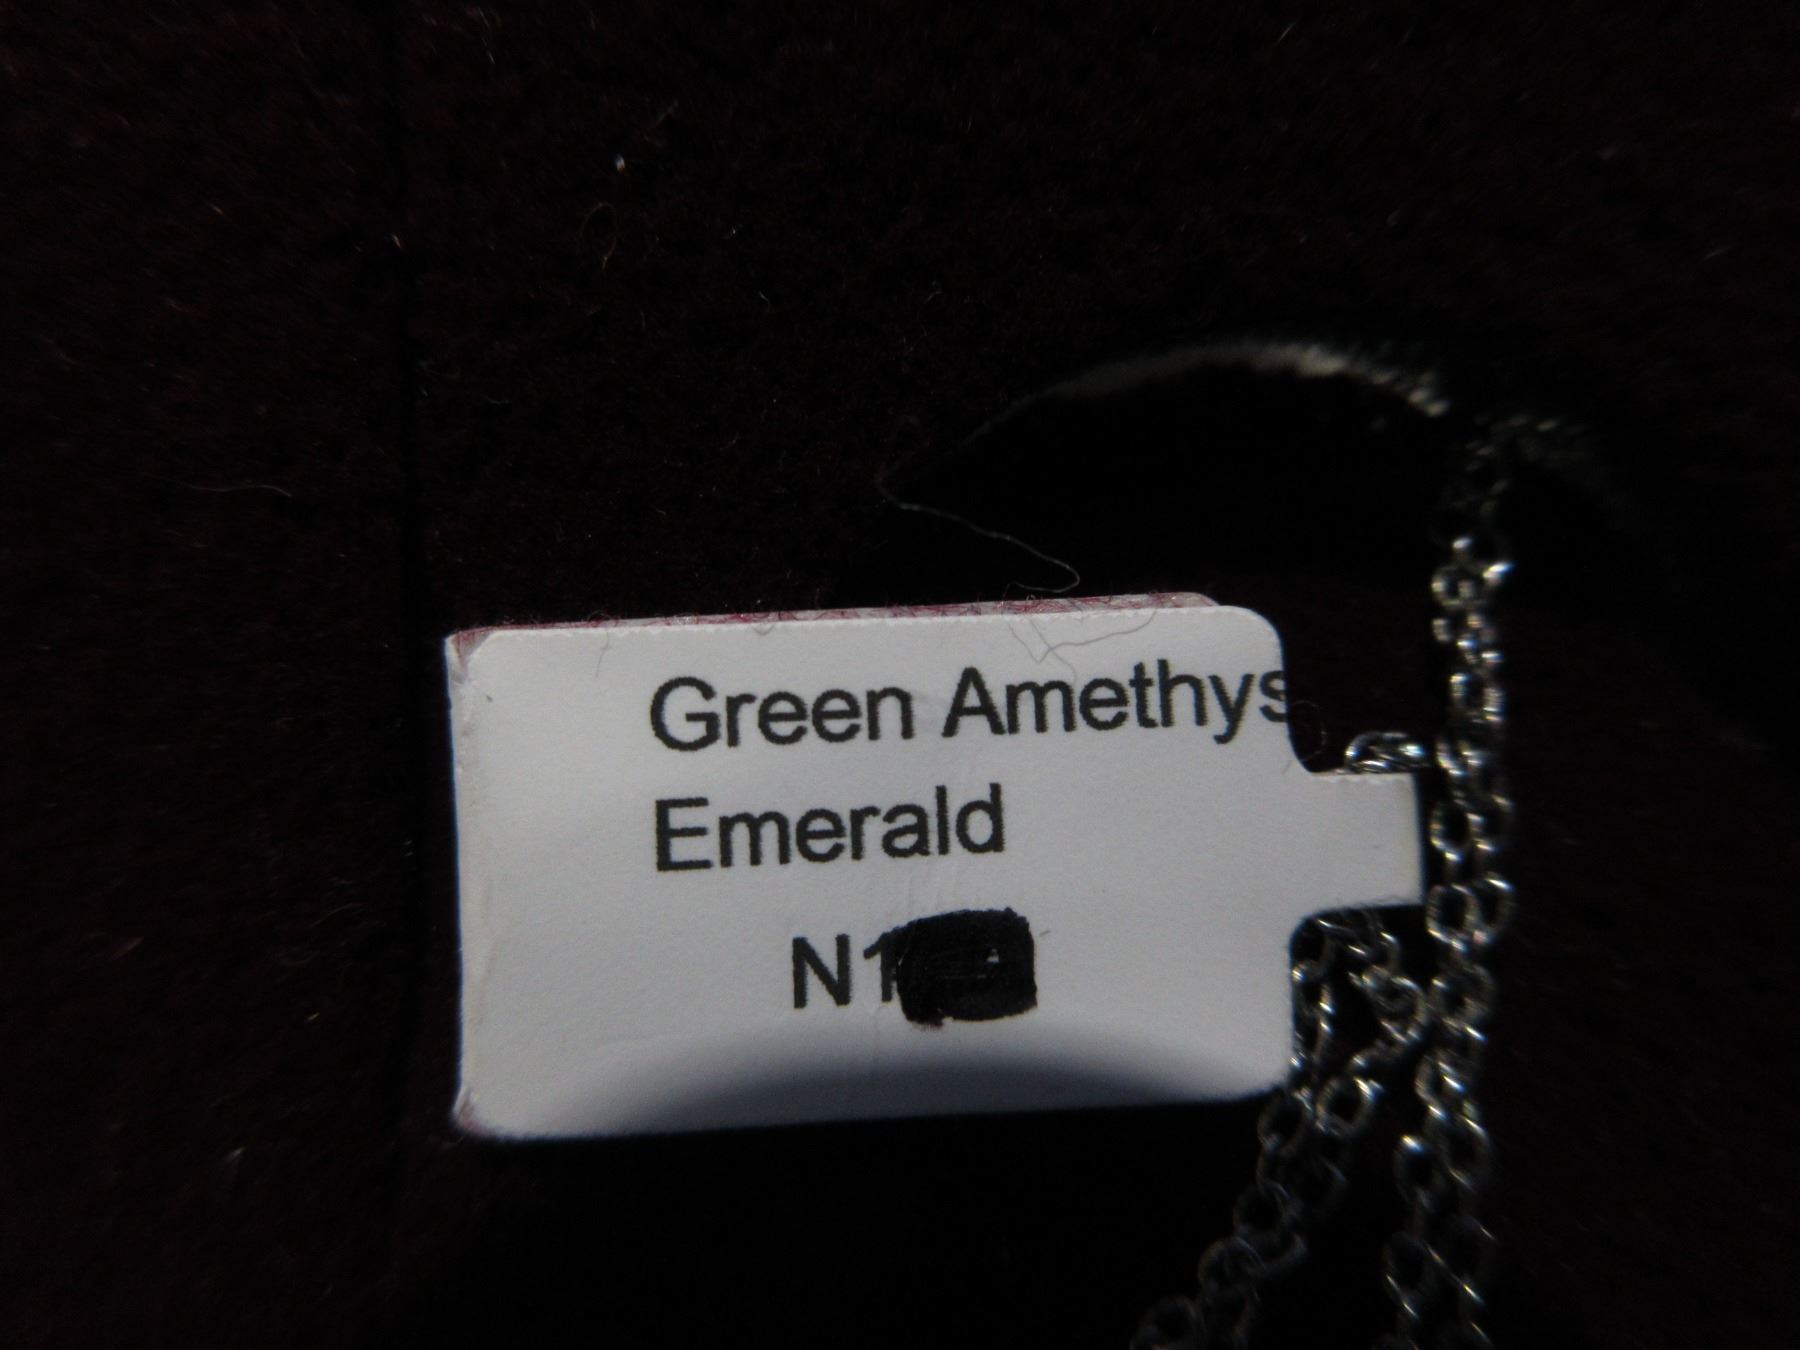 Green Amethys
Emerald
N1